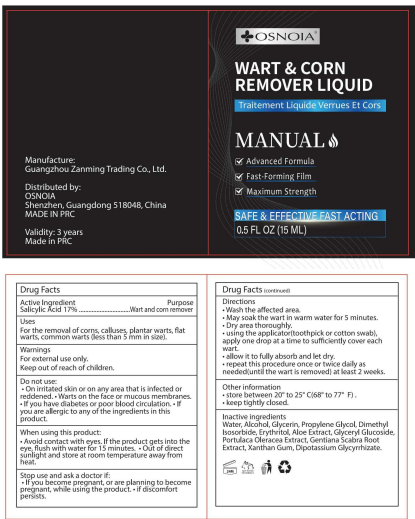 OSNOIA®
WART & CORN
REMOVER LIQUID
Traitement Liquide Verrues Et Cors
MANUAL
Advanced Formula
Fast-Forming Film
Maximum Strength
SAFE & EFFECTIVE FAST ACTING
0.5 FL OZ (15 ML)
Manufacture:
Guangzhou Zanming Trading Co., Ltd.
Distributed by:
OSNOIA
Shenzhen, Guangdong 518048, China
MADE IN PRC
Validity: 3 years
Made in PRC
Drug Facts
Active Ingredient Purpose
Salicylic Acid 17% ............................Wart and corn remover
Uses
For the removal of corns, calluses, plantar warts, flat
warts, common warts (less than 5 mm in size).
Warnings
For external use only.
Keep out of reach of children.
Do not use:
• On irritated skin or on any area that is infected or
reddened. • Warts on the face or mucous membranes.
• If you have diabetes or poor blood circulation. • If
you are allergic to any of the ingredients in this
product.
When using this product:
• Avoid contact with eyes. If the product gets into the
eye, flush with water for 15 minutes. • Out of direct
sunlight and store at room temperature away from
heat.
Stop use and ask a doctor if:
• If you become pregnant, or are planning to become
pregnant, while using the product. • if discomfort
persists.
Drug Facts (continued)
Directions
• Wash the affected area.
• May soak the wart in warm water for 5 minutes.
• Dry area thoroughly.
• using the applicator(toothpick or cotton swab),
apply one drop at a time to sufficiently cover each
wart.
• allow it to fully absorb and let dry.
• repeat this procedure once or twice daily as
needed(until the wart is removed) at least 2 weeks.
Other information
• store between 20° to 25° C(68° to 77° F) .
• keep tightly closed.
Inactive ingredients
Water, Alcohol, Glycerin, Propylene Glycol, Dimethyl
Isosorbide, Erythritol, Aloe Extract, Glyceryl Glucoside,
Portulaca Oleracea Extract, Gentiana Scabra Root
Extract, Xanthan Gum, Dipotassium Glycyrrhizate.